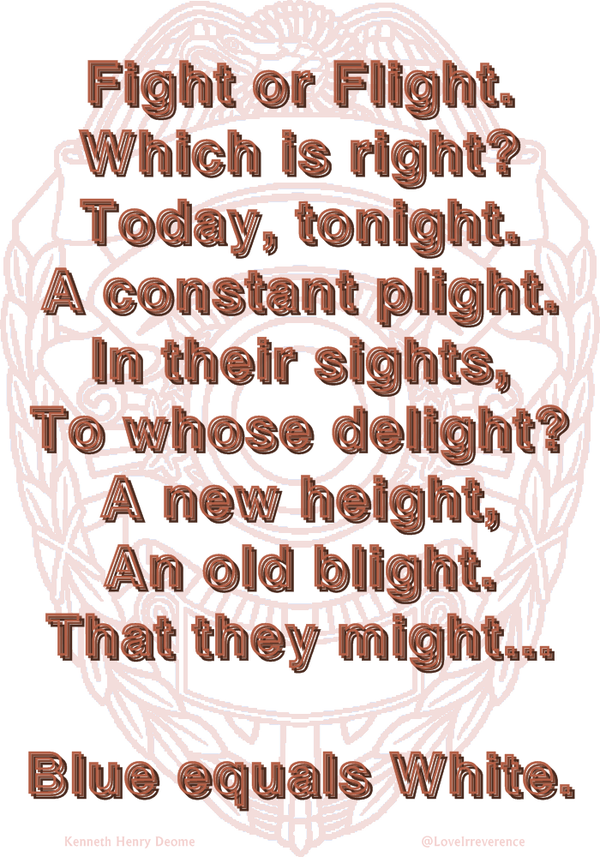 Fight or Flight.
Which is right?
Today, tonight.
A constant plight.
In their sights,
To whose delight?
A new height,
An old blight.
That they might...
Blue equals White.
Kenneth Henry Deome @LoveIrreverence